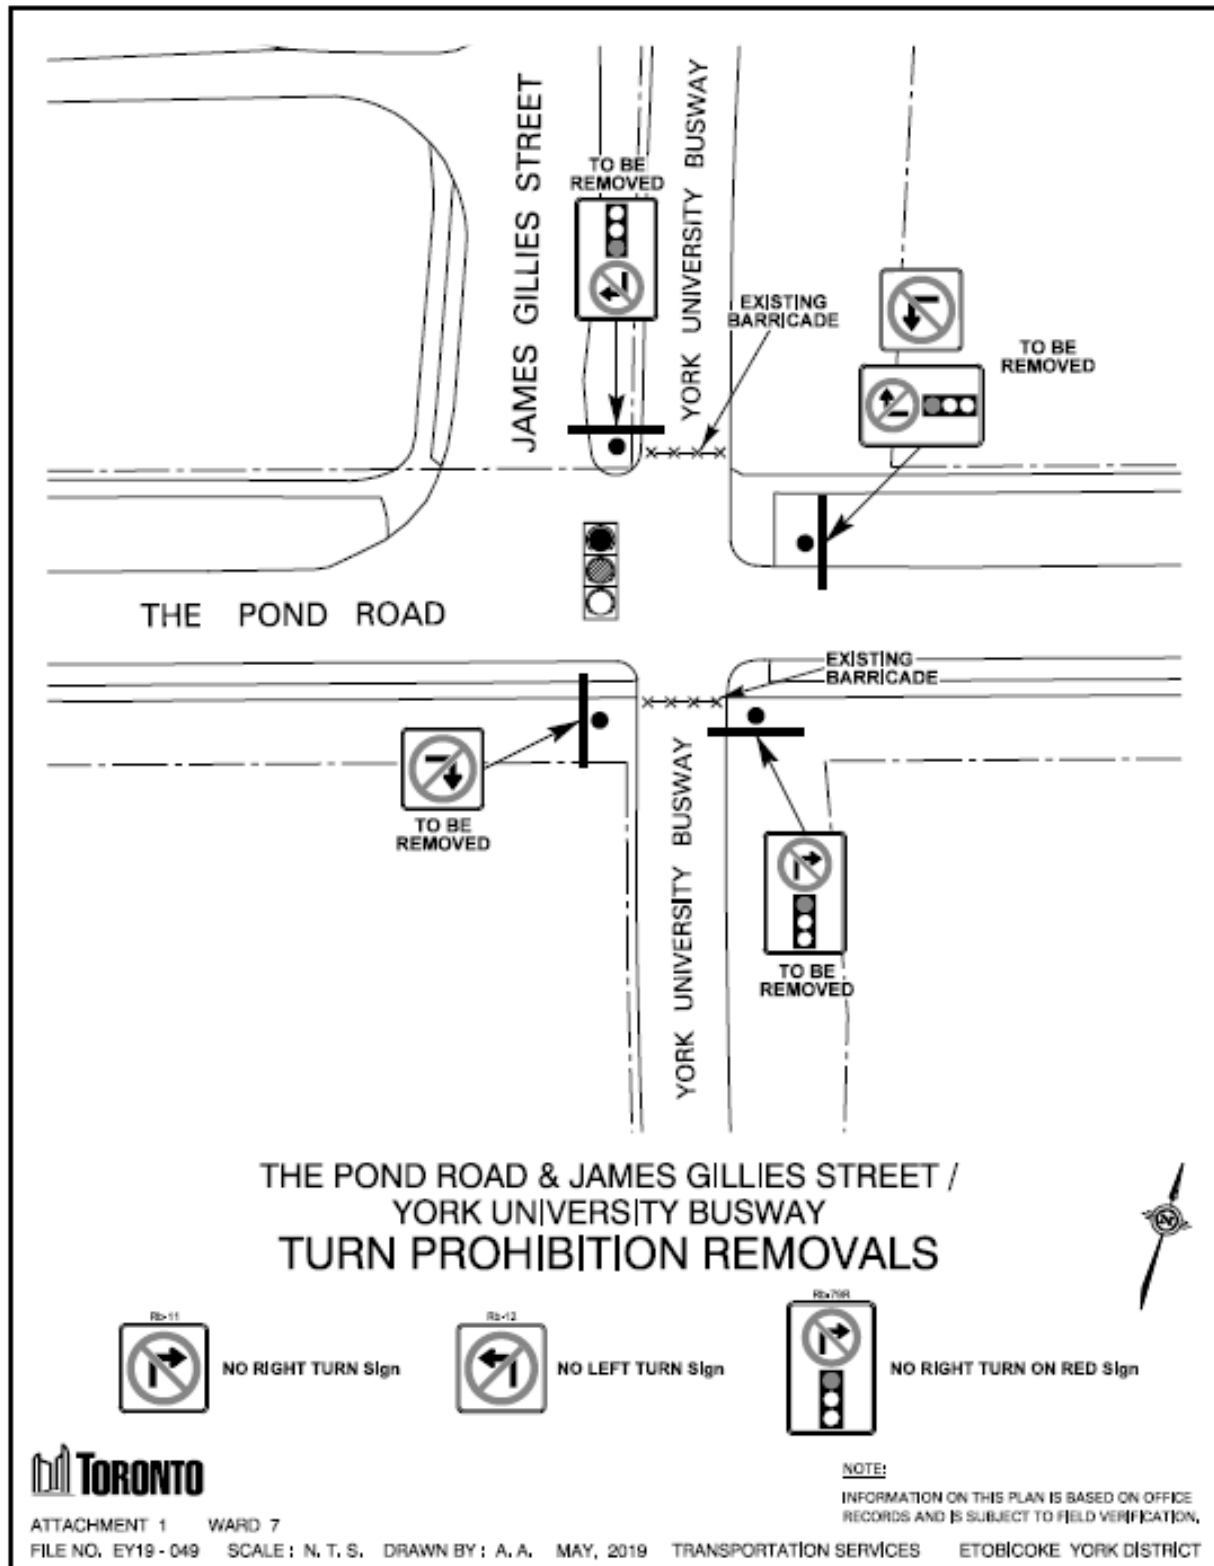 JAMES GILLIES STREET
TO BE
REMOVED
YORK UNIVERSITY BUSWAY
EXISTING
BARRICADE
TO BE
REMOVED
THE POND ROAD
EXISTING
BARRICADE
TO BE
REMOVED
YORK UNIVERSITY BUSWAY
TO BE
REMOVED
THE POND ROAD & JAMES GILLIES STREET /
YORK UNIVERSITY BUSWAY
TURN PROHIBITION REMOVALS
Rb-11
NO RIGHT TURN Sign
Rb-12
NO LEFT TURN Sign
Rb-79R
NO RIGHT TURN ON RED Sign
TORONTO
NOTE:
INFORMATION ON THIS PLAN IS BASED ON OFFICE
RECORDS AND IS SUBJECT TO FIELD VERIFICATION.
ATTACHMENT 1 WARD 7
FILE NO. EY19 - 049 SCALE : N. T. S. DRAWN BY : A. A. MAY, 2019 TRANSPORTATION SERVICES ETOBICOKE YORK DISTRICT